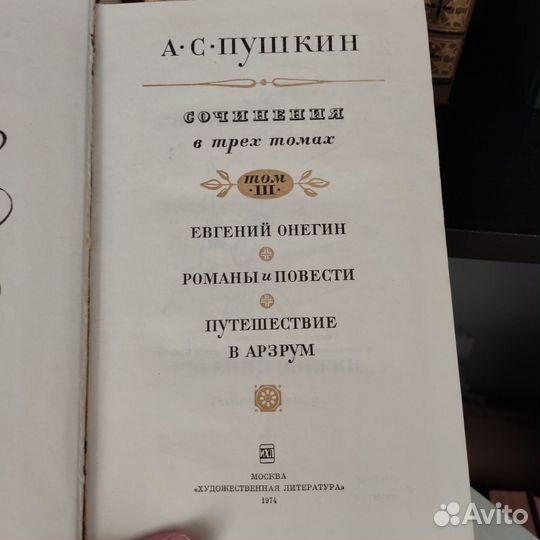 А·С·ПУШКИН
СОЧИНЕНИЯ
в трех томах
том
·III·
ЕВГЕНИЙ ОНЕГИН
РОМАНЫ и ПОВЕСТИ
ПУТЕШЕСТВИЕ
В АРЗРУМ
МОСКВА
«ХУДОЖЕСТВЕННАЯ ЛИТЕРАТУРА»
1974
Avito